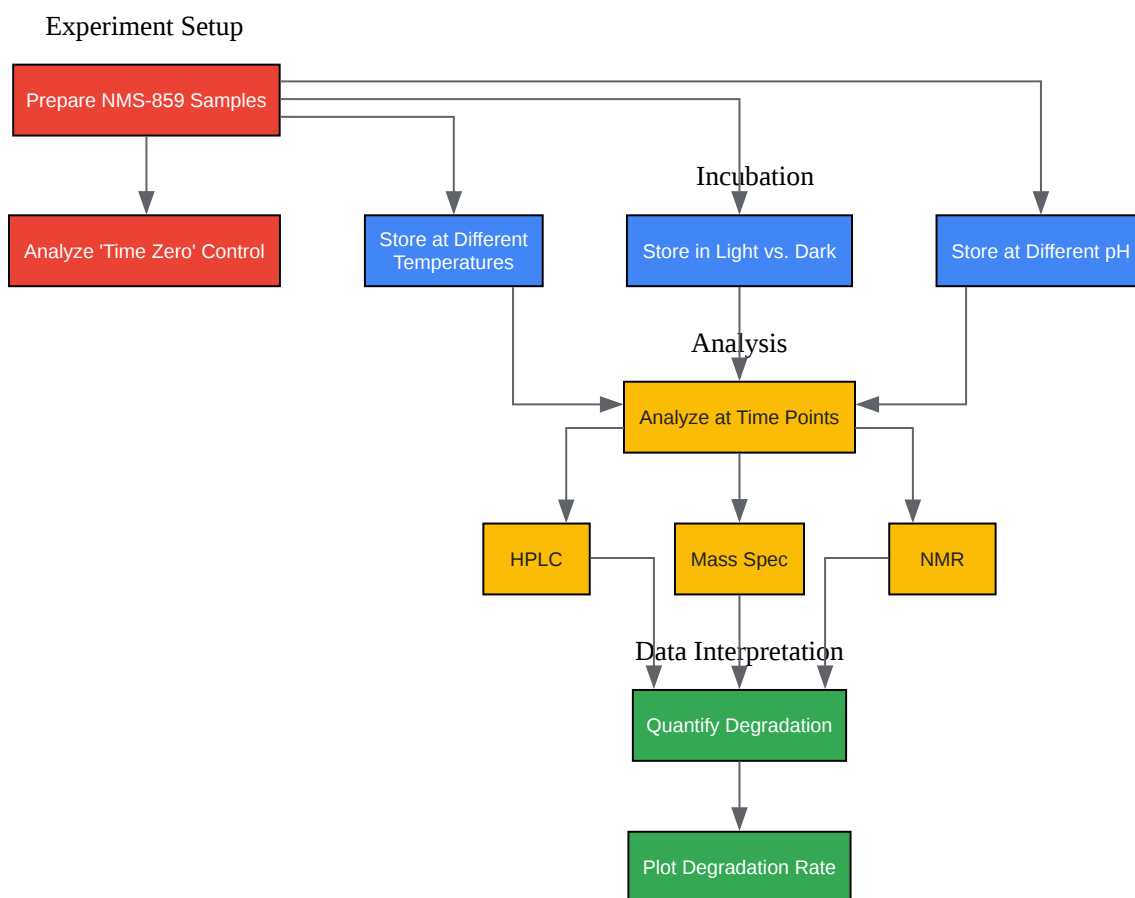 Experiment Setup
Prepare NMS-859 Samples
Incubation
Analyze 'Time Zero' Control
Store at Different
Temperatures
Store in Light vs. Dark
Store at Different pH
Analysis
Analyze at Time Points
HPLC
Mass Spec
NMR
Data Interpretation
Quantify Degradation
Plot Degradation Rate